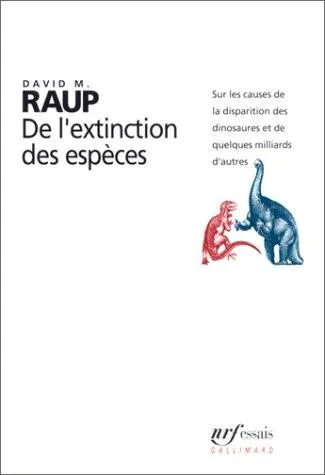 DAVID M.
RAUP
De l'extinction
des espèces
Sur les causes de
la disparition des
dinosaures et de
quelques milliards
d'autres
nrf essais
GALLIMARD